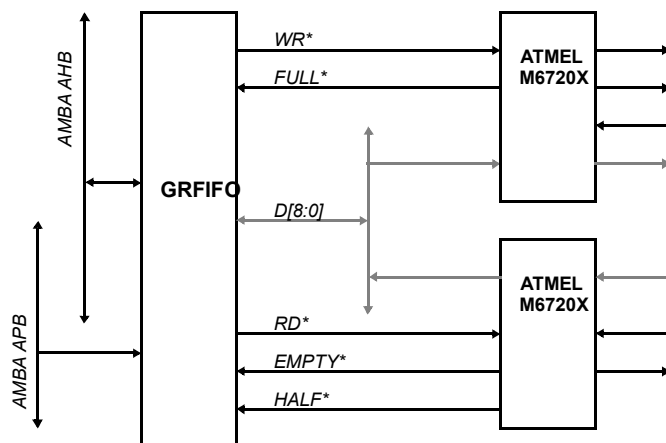 AMBA AHB
AMBA APB
GRFIFO
WR*
FULL*
D[8:0]
RD*
EMPTY*
HALF*
ATMEL
M6720X
ATMEL
M6720X